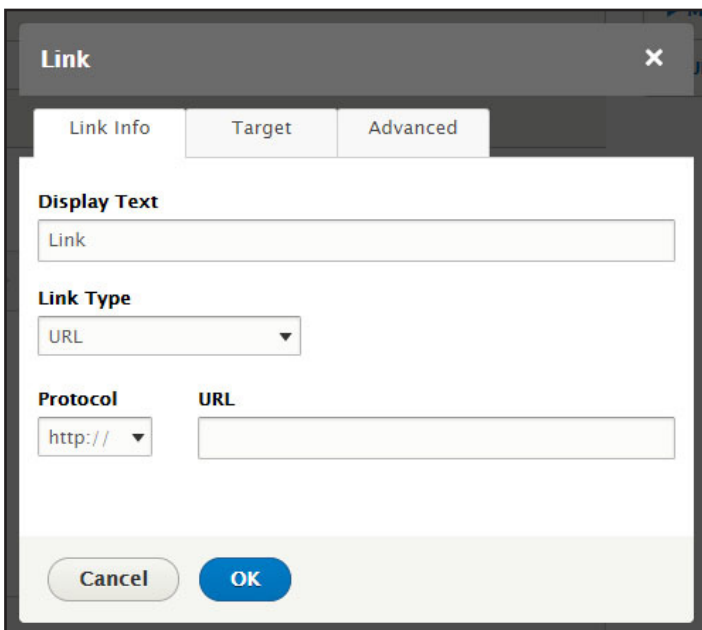 Link
Link Info Target Advanced
Display Text
Link
Link Type
URL
Protocol URL
http://
Cancel OK